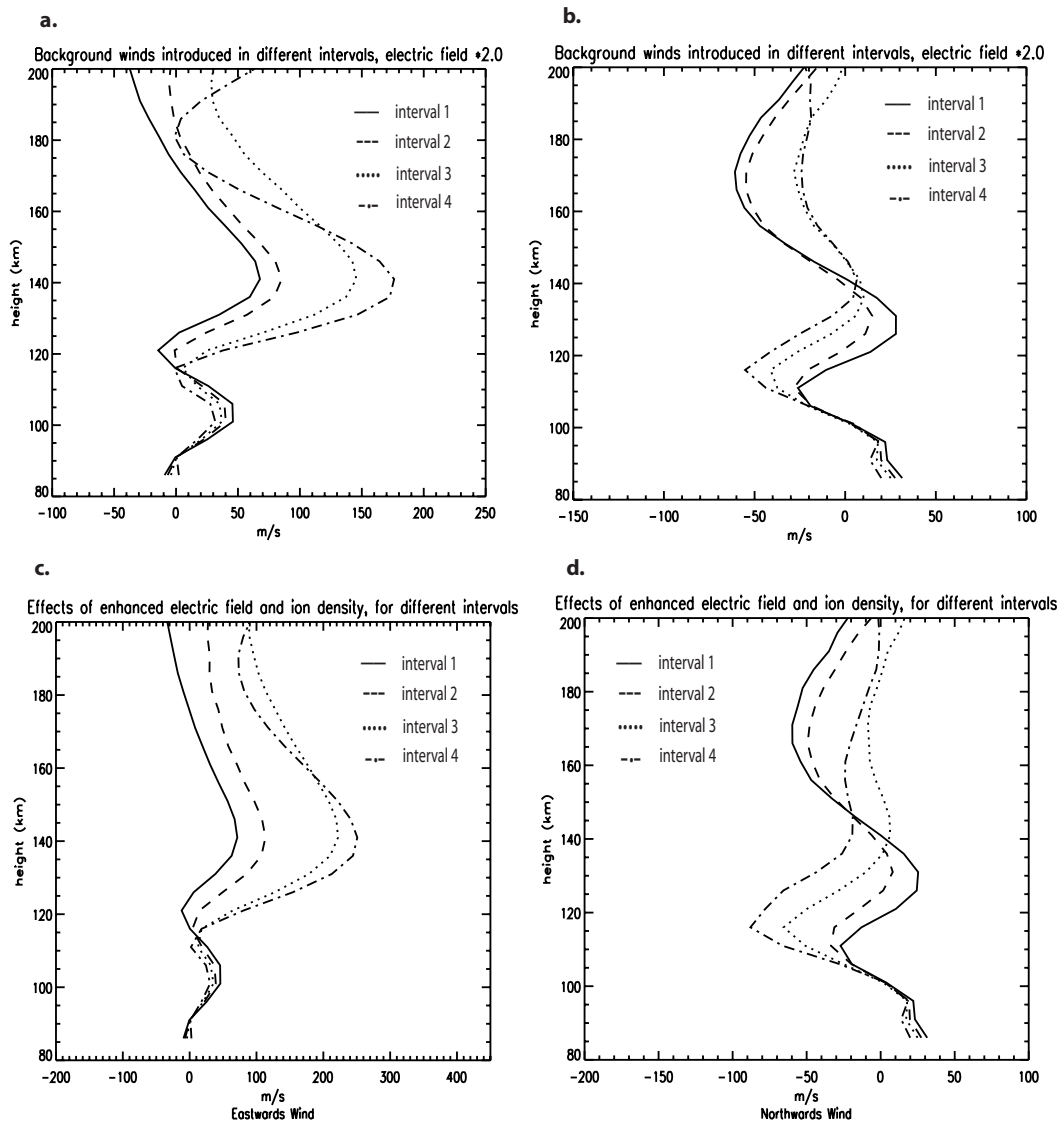 a.
Background winds introduced in different intervals, electric field *2.0
200
180
160
140
120
100
80
height (km)
interval 1
interval 2
interval 3
interval 4
-100 -50 0 50 100 150 200 250
m/s
b.
Background winds introduced in different intervals, electric field *2.0
200
180
160
140
120
100
80
height (km)
interval 1
interval 2
interval 3
interval 4
-150 -100 -50 0 50 100
m/s
c.
Effects of enhanced electric field and ion density, for different intervals
200
180
160
140
120
100
80
height (km)
interval 1
interval 2
interval 3
interval 4
-200 -100 0 100 200 300 400
m/s
Eastwards Wind
d.
Effects of enhanced electric field and ion density, for different intervals
200
180
160
140
120
100
80
height (km)
interval 1
interval 2
interval 3
interval 4
-200 -150 -100 -50 0 50 100
m/s
Northwards Wind